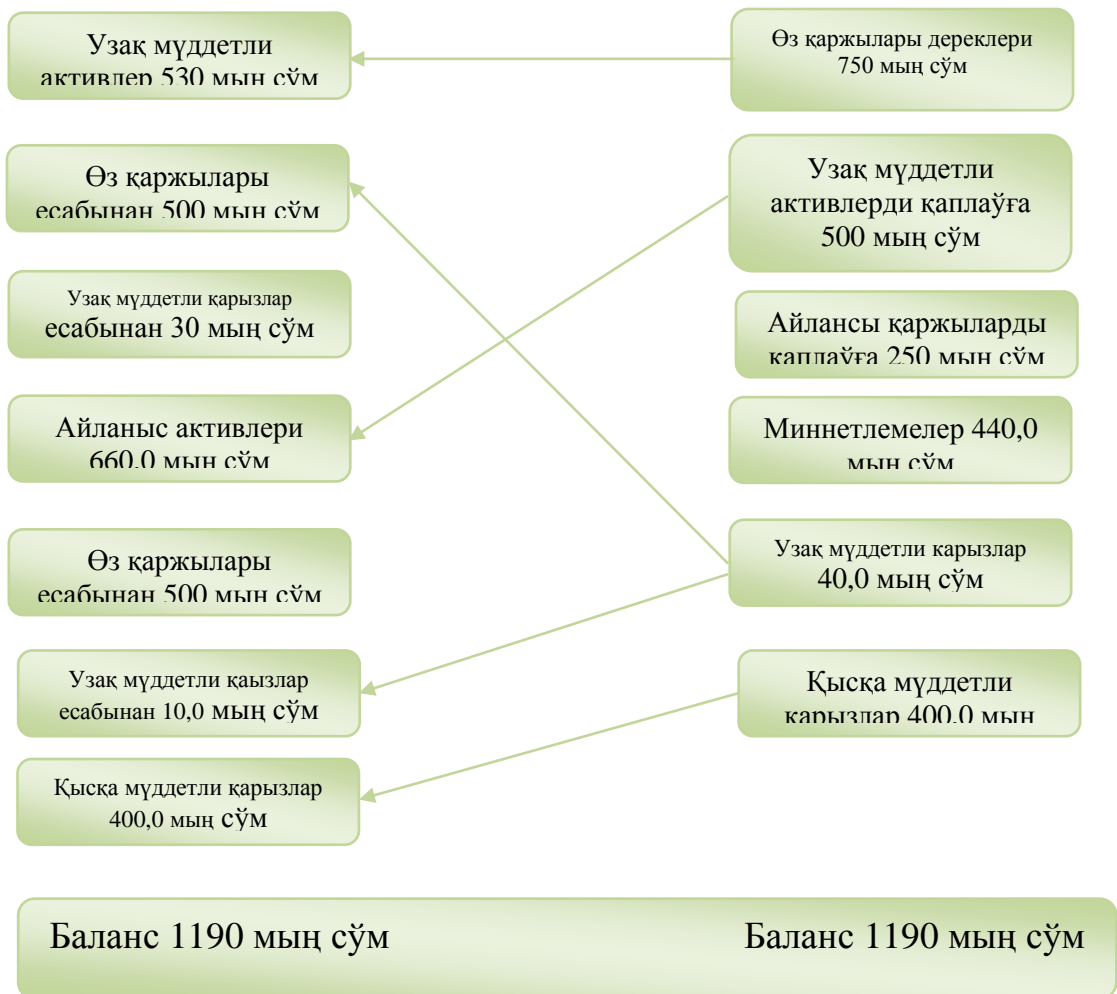 Узақ мүддетли
активлер 530 мың сўм
Өз қаржылары
есабынан 500 мың сўм
Узақ мүддетли қарызлар
есабынан 30 мың сўм
Айланыс активлери
660.0 мың сўм
Өз қаржылары
есабынан 500 мың сўм
Узақ мүддетли қаызлар
есабынан 10,0 мың сўм
Қысқа мүддетли қарызлар
400,0 мың сўм
Өз қаржылары дереклери
750 мың сўм
Узақ мүддетли
активлерди қаплаўға
500 мың сўм
Айлансы қаржыларды
қаплаўға 250 мың сўм
Миннетлемелер 440,0
мың сўм
Узақ мүддетли карызлар
40,0 мың сўм
Қысқа мүддетли
қарызлар 400.0 мың
Баланс 1190 мың сўм Баланс 1190 мың сўм